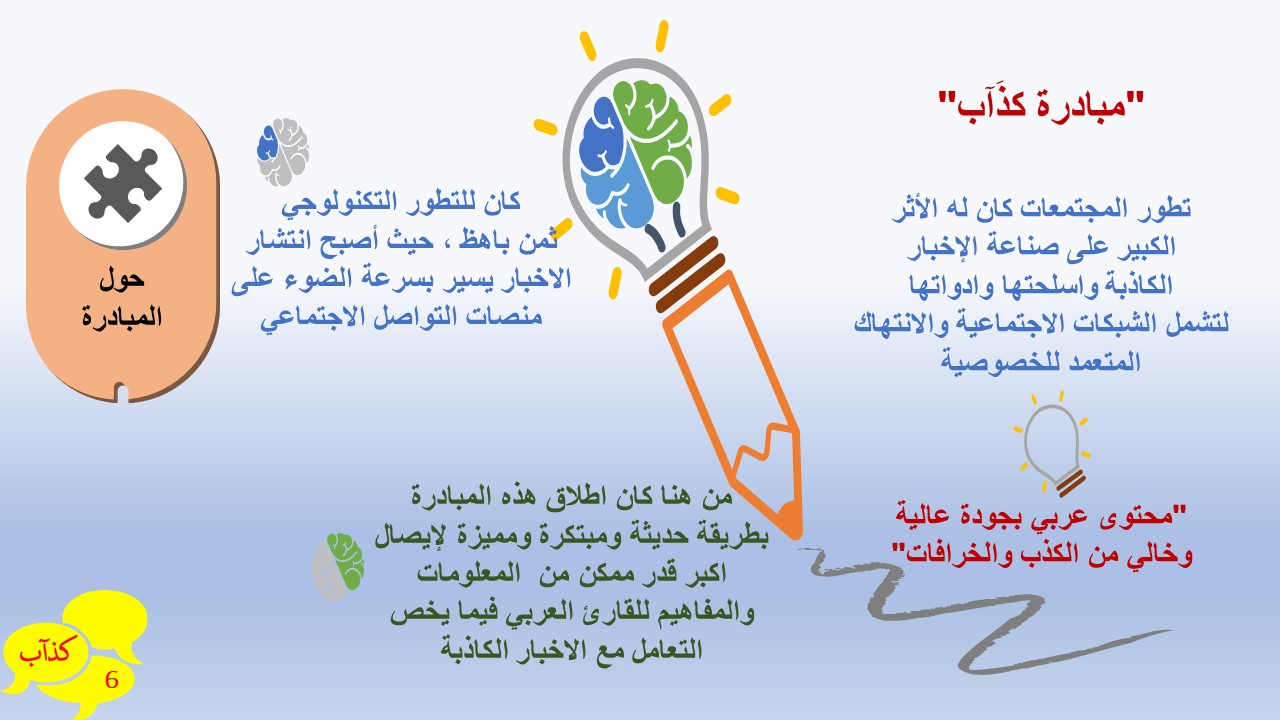 "مبادرة كذَآب"
تطور المجتمعات كان له الأثر
الكبير على صناعة الإخبار
الكاذبة واسلحتها وادواتها
لتشمل الشبكات الاجتماعية والانتهاك
المتعمد للخصوصية
"محتوى عربي بجودة عالية
وخالي من الكذب والخرافات"
كان للتطور التكنولوجي
ثمن باهظ ، حيث أصبح انتشار
الاخبار يسير بسرعة الضوء على
منصات التواصل الاجتماعي
من هنا كان اطلاق هذه المبادرة
بطريقة حديثة ومبتكرة ومميزة لإيصال
اكبر قدر ممكن من المعلومات
والمفاهيم للقارئ العربي فيما يخص
التعامل مع الاخبار الكاذبة
حول
المبادرة
كذآب
6